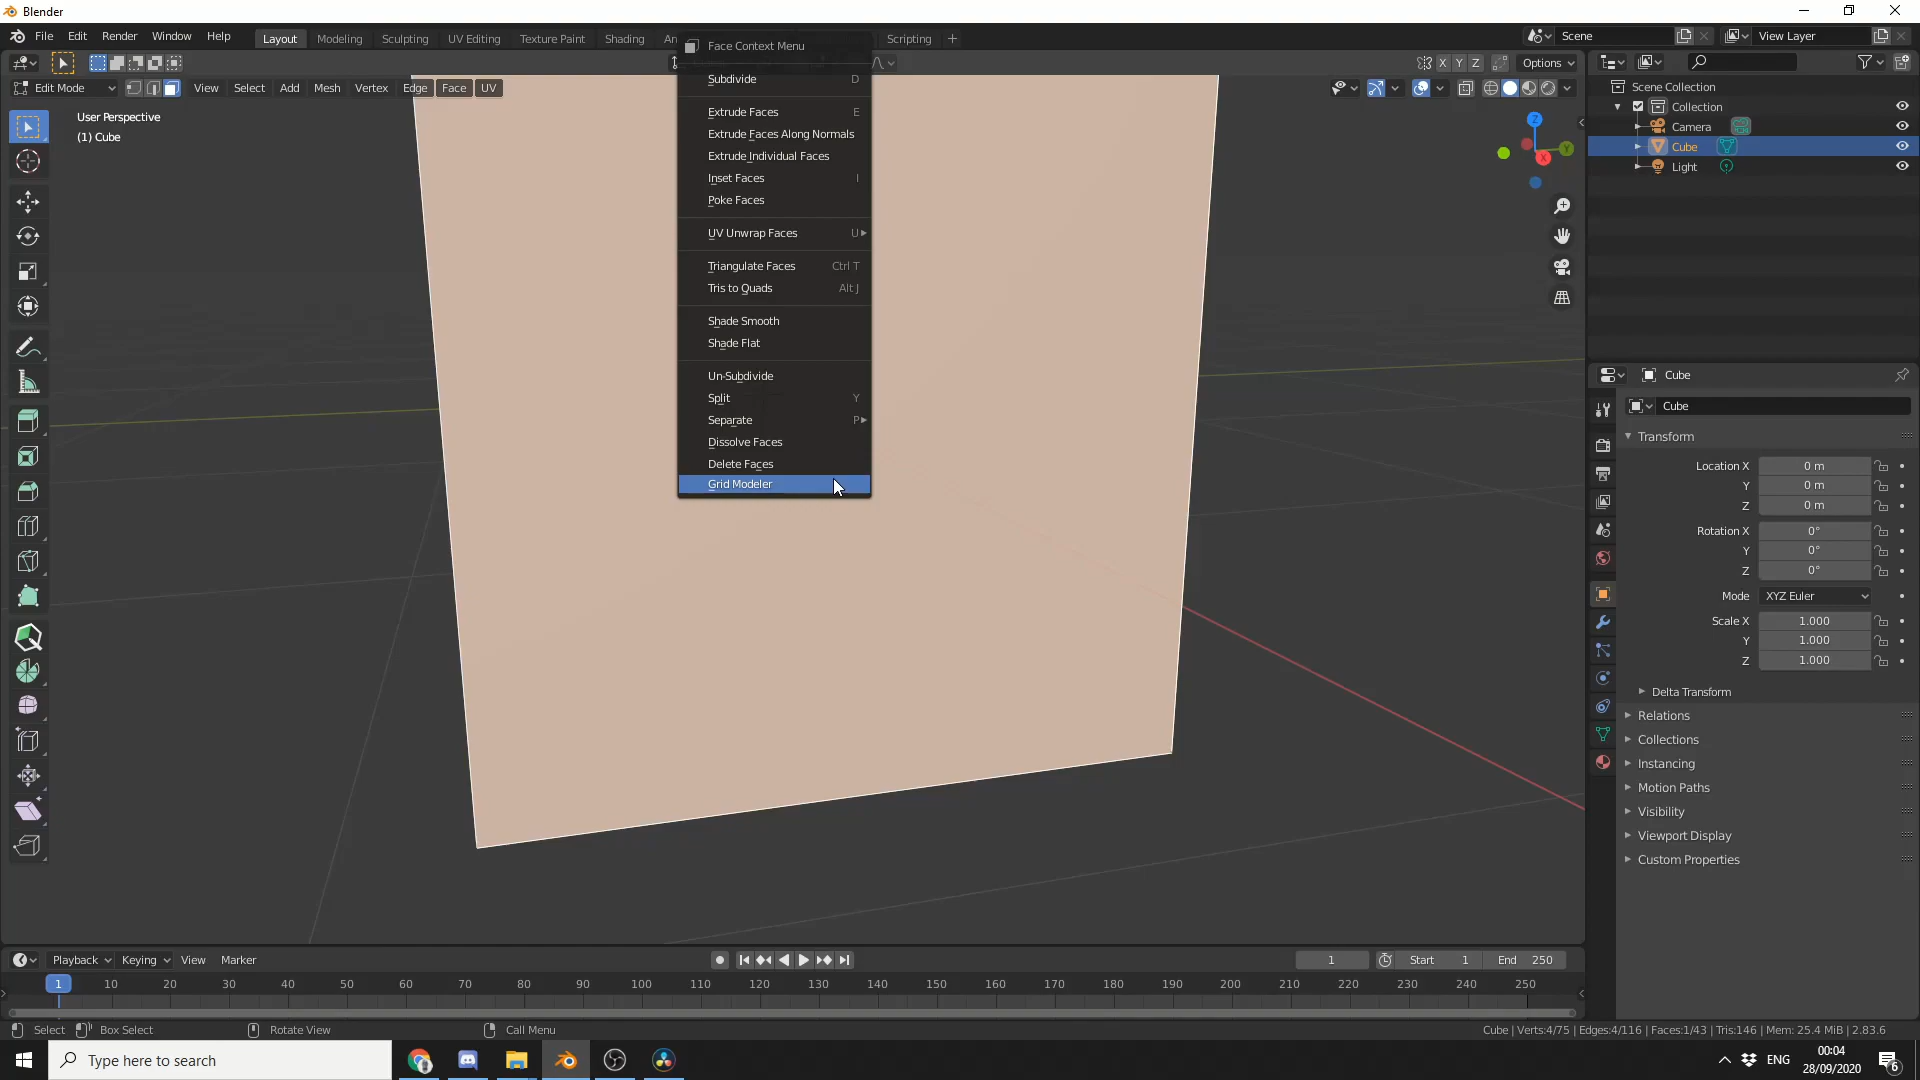 Blender
File Edit Render Window Help Layout Modeling Sculpting UV Editing Texture Paint Shading Scripting
Scene View Layer
Face Context Menu
X Y Z Options
Edit Mode View Select Add Mesh Vertex Edge Face UV
User Perspective
(1) Cube
Subdivide D
Extrude Faces E
Extrude Faces Along Normals
Extrude Individual Faces
Inset Faces I
Poke Faces
UV Unwrap Faces U
Triangulate Faces Ctrl T
Tris to Quads Alt J
Shade Smooth
Shade Flat
Un-Subdivide
Split Y
Separate P
Dissolve Faces
Delete Faces
Grid Modeler
Z
Y
X
Scene Collection
Collection
Camera
Cube
Light
Cube
Cube
Transform
Location X 0 m
Y 0 m
Z 0 m
Rotation X 0°
Y 0°
Z 0°
Mode XYZ Euler
Scale X 1.000
Y 1.000
Z 1.000
Delta Transform
Relations
Collections
Instancing
Motion Paths
Visibility
Viewport Display
Custom Properties
Playback Keying View Marker 1 Start 1 End 250
1 10 20 30 40 50 60 70 80 90 100 110 120 130 140 150 160 170 180 190 200 210 220 230 240 250
Select Box Select Rotate View Call Menu Cube | Verts:4/75 | Edges:4/116 | Faces:1/43 | Tris:146 | Mem: 25.4 MiB | 2.83.6
Type here to search
ENG
00:04
28/09/2020
6